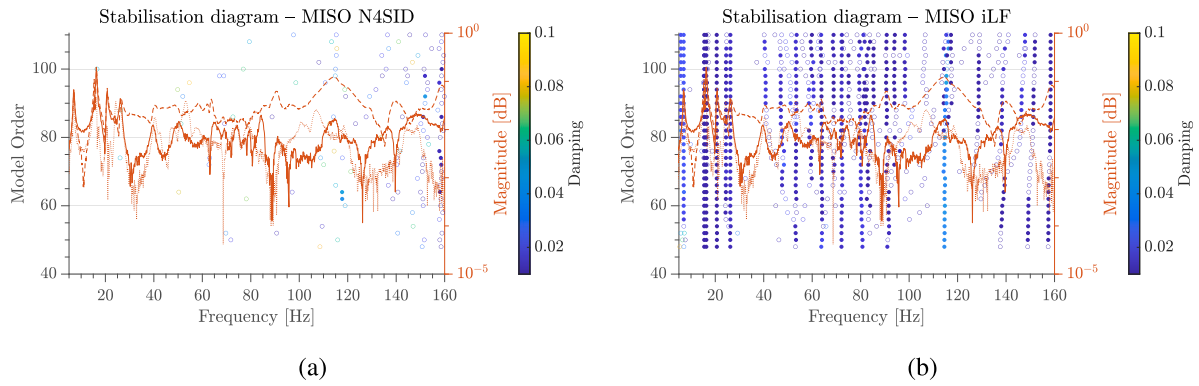 Stabilisation diagram – MISO N4SID
100
80
60
40
Model Order
20 40 60 80 100 120 140 160
Frequency [Hz]
10^0
10^-5
Magnitude [dB]
0.1
0.08
0.06
0.04
0.02
Damping
(a)
Stabilisation diagram – MISO iLF
100
80
60
40
Model Order
20 40 60 80 100 120 140 160
Frequency [Hz]
10^0
10^-5
Magnitude [dB]
0.1
0.08
0.06
0.04
0.02
Damping
(b)